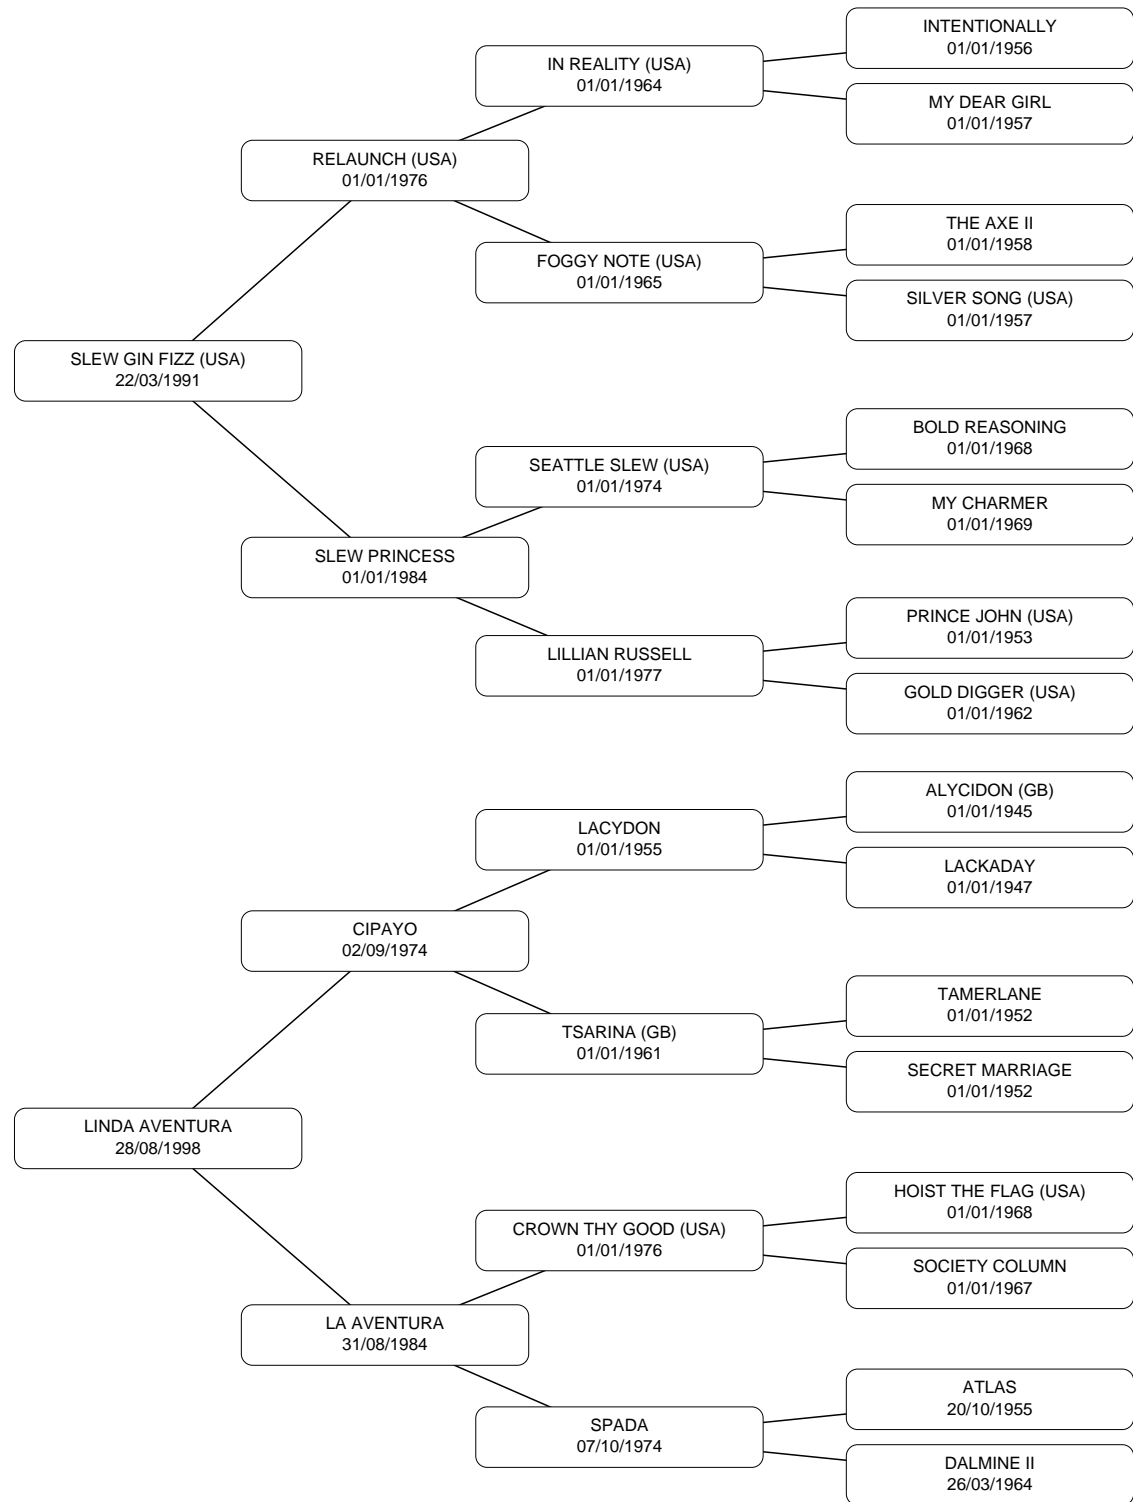 INTENTIONALLY
01/01/1956
IN REALITY (USA)
01/01/1964
MY DEAR GIRL
01/01/1957
RELAUNCH (USA)
01/01/1976
THE AXE II
01/01/1958
FOGGY NOTE (USA)
01/01/1965
SILVER SONG (USA)
01/01/1957
SLEW GIN FIZZ (USA)
22/03/1991
BOLD REASONING
01/01/1968
SEATTLE SLEW (USA)
01/01/1974
MY CHARMER
01/01/1969
SLEW PRINCESS
01/01/1984
PRINCE JOHN (USA)
01/01/1953
LILLIAN RUSSELL
01/01/1977
GOLD DIGGER (USA)
01/01/1962
ALYCIDON (GB)
01/01/1945
LACYDON
01/01/1955
LACKADAY
01/01/1947
CIPAYO
02/09/1974
TAMERLANE
01/01/1952
TSARINA (GB)
01/01/1961
SECRET MARRIAGE
01/01/1952
LINDA AVENTURA
28/08/1998
HOIST THE FLAG (USA)
01/01/1968
CROWN THY GOOD (USA)
01/01/1976
SOCIETY COLUMN
01/01/1967
LA AVENTURA
31/08/1984
ATLAS
20/10/1955
SPADA
07/10/1974
DALMINE II
26/03/1964